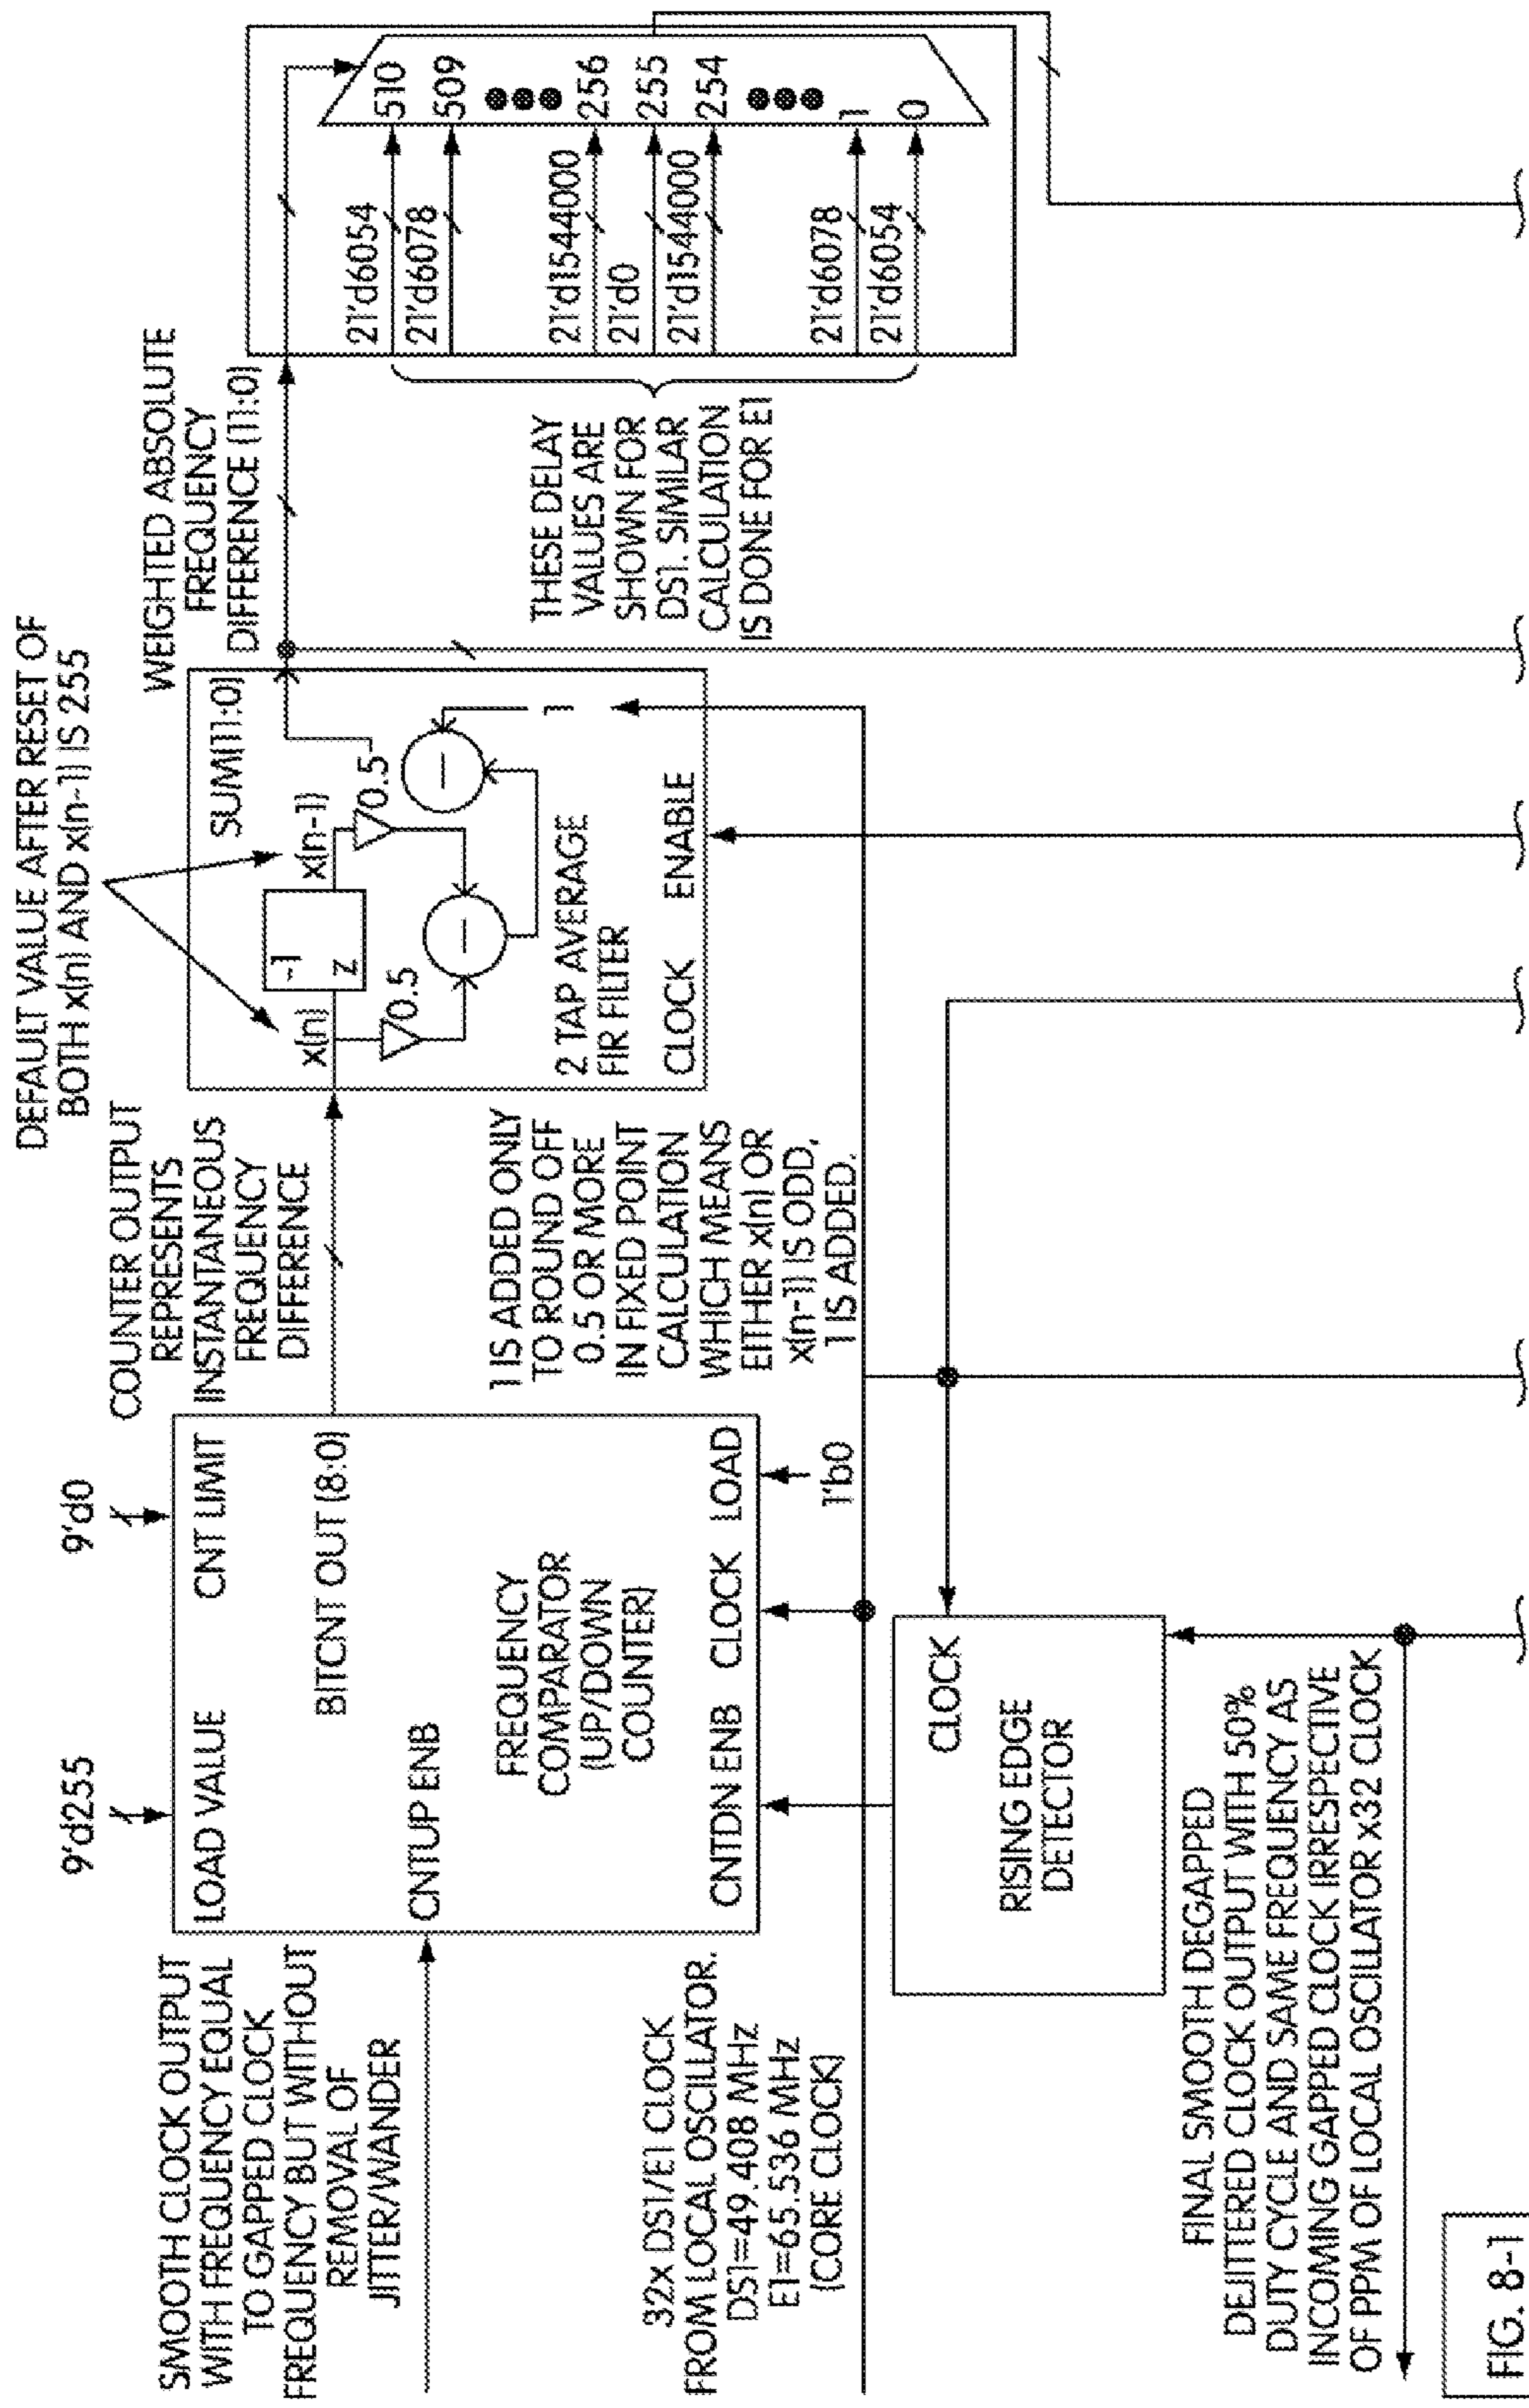 DEFAULT VALUE AFTER RESET OF
BOTH x(n) AND x(n-1) IS 255
9'd255
9'd0
LOAD VALUE
CNT LIMIT
BITCNT OUT (8:0)
CNTUP ENB
FREQUENCY
COMPARATOR
(UP/DOWN
COUNTER)
CNTDN ENB
CLOCK
LOAD
1'b0
SMOOTH CLOCK OUTPUT
WITH FREQUENCY EQUAL
TO GAPPED CLOCK
FREQUENCY BUT WITHOUT
REMOVAL OF
JITTER/WANDER
32x DS1/E1 CLOCK
FROM LOCAL OSCILLATOR.
DS1=49.408 MHz
E1=65.536 MHz
(CORE CLOCK)
COUNTER OUTPUT
REPRESENTS
INSTANTANEOUS
FREQUENCY
DIFFERENCE
1 IS ADDED ONLY
TO ROUND OFF
0.5 OR MORE
IN FIXED POINT
CALCULATION
WHICH MEANS
EITHER x(n) OR
x(n-1) IS ODD,
1 IS ADDED.
SUM(11:0)
x(n)
z
-1
x(n-1)
0.5
0.5
−
−
1
2 TAP AVERAGE
FIR FILTER
CLOCK
ENABLE
WEIGHTED ABSOLUTE
FREQUENCY
DIFFERENCE (11:0)
THESE DELAY
VALUES ARE
SHOWN FOR
DS1. SIMILAR
CALCULATION
IS DONE FOR E1
21'd6054
510
21'd6078
509
21'd1544000
256
21'd0
255
21'd1544000
254
21'd6078
1
21'd6054
0
CLOCK
RISING EDGE
DETECTOR
FINAL SMOOTH DEGAPPED
DEJITTERED CLOCK OUTPUT WITH 50%
DUTY CYCLE AND SAME FREQUENCY AS
INCOMING GAPPED CLOCK IRRESPECTIVE
OF PPM OF LOCAL OSCILLATOR x32 CLOCK
FIG. 8-1